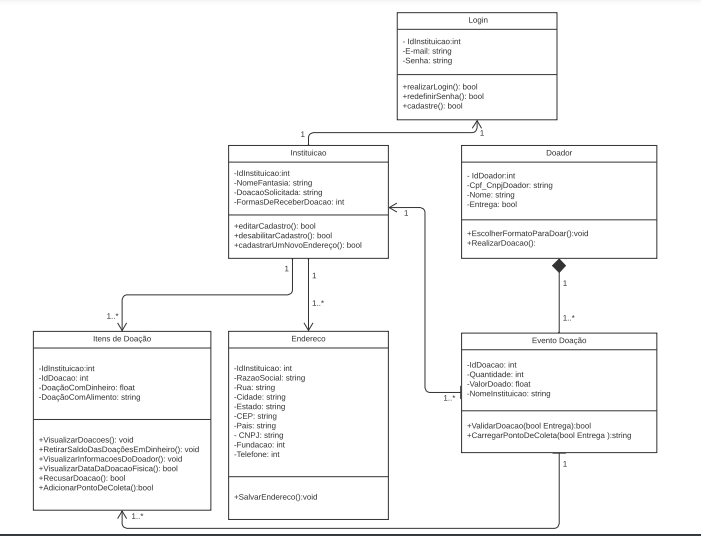 Login
- IdInstituicao:int
-E-mail: string
-Senha: string
+realizarLogin(): bool
+redefinirSenha(): bool
+cadastre(): bool
1
1
Instituicao
-IdInstituicao:int
-NomeFantasia: string
-DoacaoSolicitada: string
-FormasDeReceberDoacao: int
+editarCadastro(): bool
+desabilitarCadastro(): bool
+cadastrarUmNovoEndereço(): bool
Doador
- IdDoador:int
-Cpf_CnpjDoador: string
-Nome: string
-Entrega: bool
+EscolherFormatoParaDoar():void
+RealizarDoacao():
1
1
1
1
1..*
1..*
1..*
Itens de Doação
-IdInstituicao:int
-IdDoacao: int
-DoaçãoComDinheiro: float
-DoaçãoComAlimento: string
+VisualizarDoacoes(): void
+RetirarSaldoDasDoaçõesEmDinheiro(): void
+VisualizarInformacoesDoDoador(): void
+VisualizarDataDaDoacaoFisica(): bool
+RecusarDoacao(): bool
+AdicionarPontoDeColeta():bool
Endereco
-IdInstituicao: int
-RazaoSocial: string
-Rua: string
-Cidade: string
-Estado: string
-CEP: string
-Pais: string
- CNPJ: string
-Fundacao: int
-Telefone: int
+SalvarEndereco():void
Evento Doação
-IdDoacao: int
-Quantidade: int
-ValorDoado: float
-NomeInstituicao: string
+ValidarDoacao(bool Entrega):bool
+CarregarPontoDeColeta(bool Entrega ):string
1..*
1
1..*